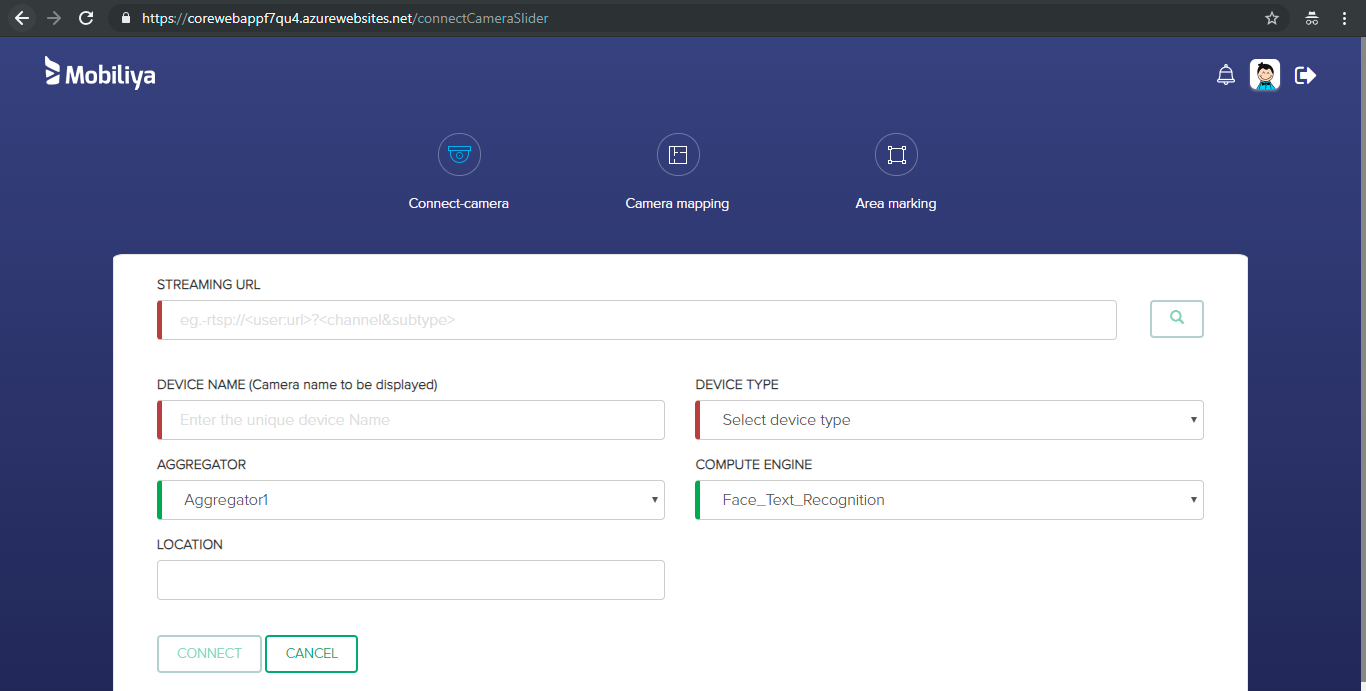 https://corewebappf7qu4.azurewebsites.net/connectCameraSlider
Mobiliya
Connect-camera
Camera mapping
Area marking
STREAMING URL
eg.-rtsp://<user:url>?<channel&subtype>
DEVICE NAME (Camera name to be displayed)
DEVICE TYPE
Enter the unique device Name
Select device type
AGGREGATOR
COMPUTE ENGINE
Aggregator1
Face_Text_Recognition
LOCATION
CONNECT
CANCEL